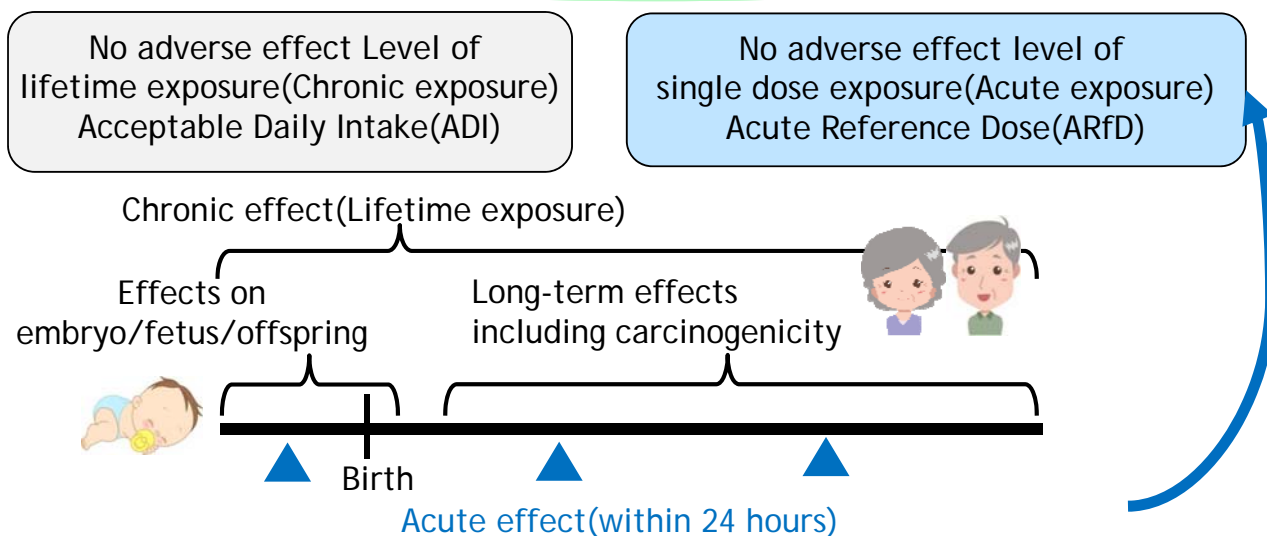 No adverse effect Level of
lifetime exposure(Chronic exposure)
Acceptable Daily Intake(ADI)
No adverse effect level of
single dose exposure(Acute exposure)
Acute Reference Dose(ARfD)
Chronic effect(Lifetime exposure)
Effects on
embryo/fetus/offspring
Long-term effects
including carcinogenicity
Birth
Acute effect(within 24 hours)